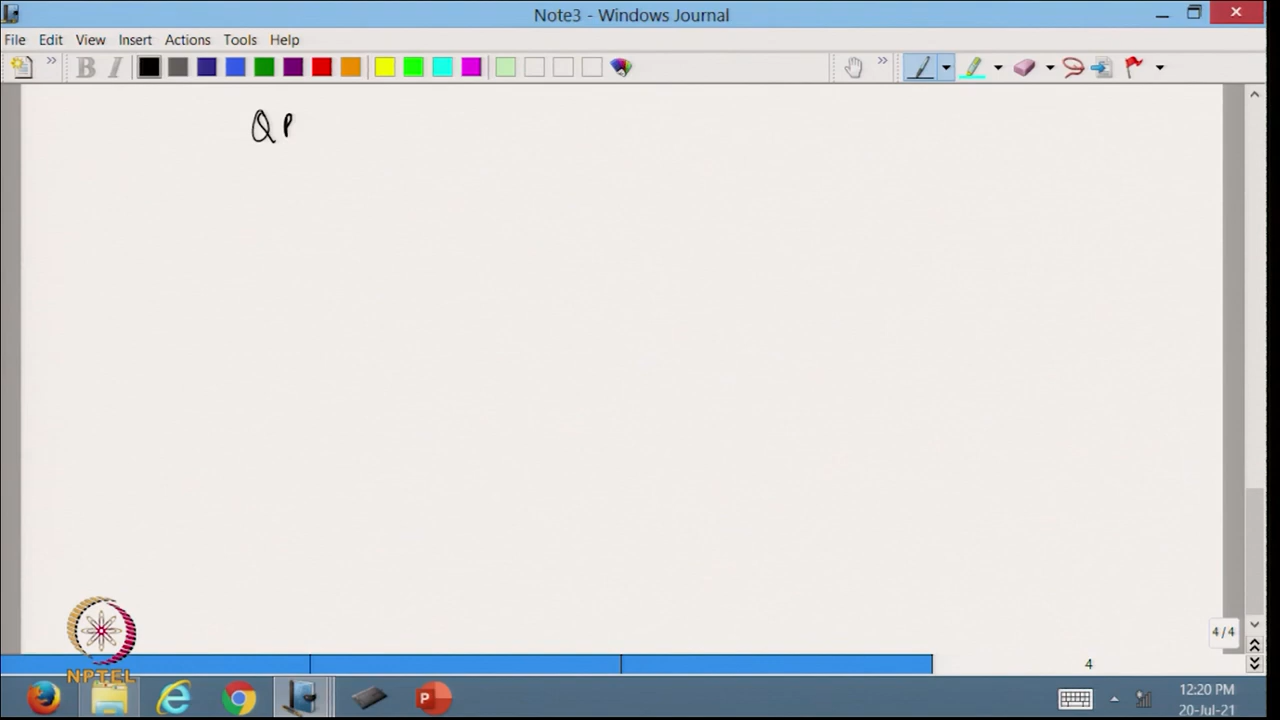 Note3 - Windows Journal
File Edit View Insert Actions Tools Help
B I
Q P
4 / 4
4
NPTEL
12:20 PM
20-Jul-21